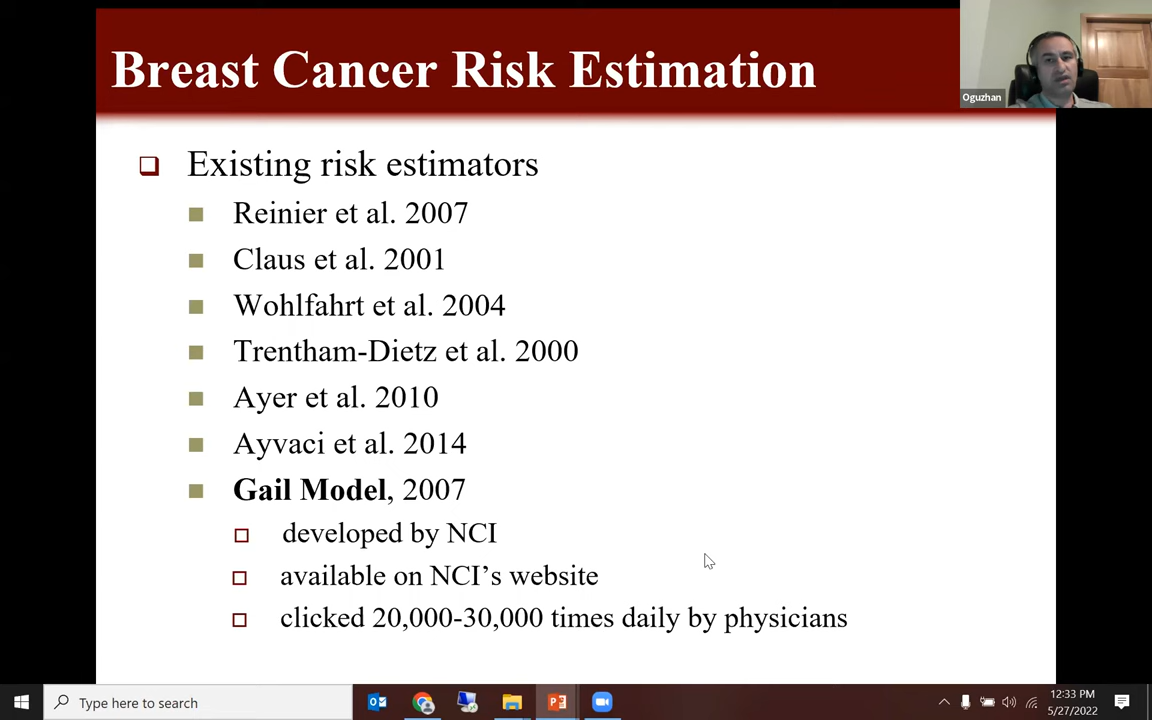 Breast Cancer Risk Estimation
Oguzhan
Existing risk estimators
Reinier et al. 2007
Claus et al. 2001
Wohlfahrt et al. 2004
Trentham-Dietz et al. 2000
Ayer et al. 2010
Ayvaci et al. 2014
Gail Model, 2007
developed by NCI
available on NCI’s website
clicked 20,000-30,000 times daily by physicians
Type here to search
12:33 PM
5/27/2022